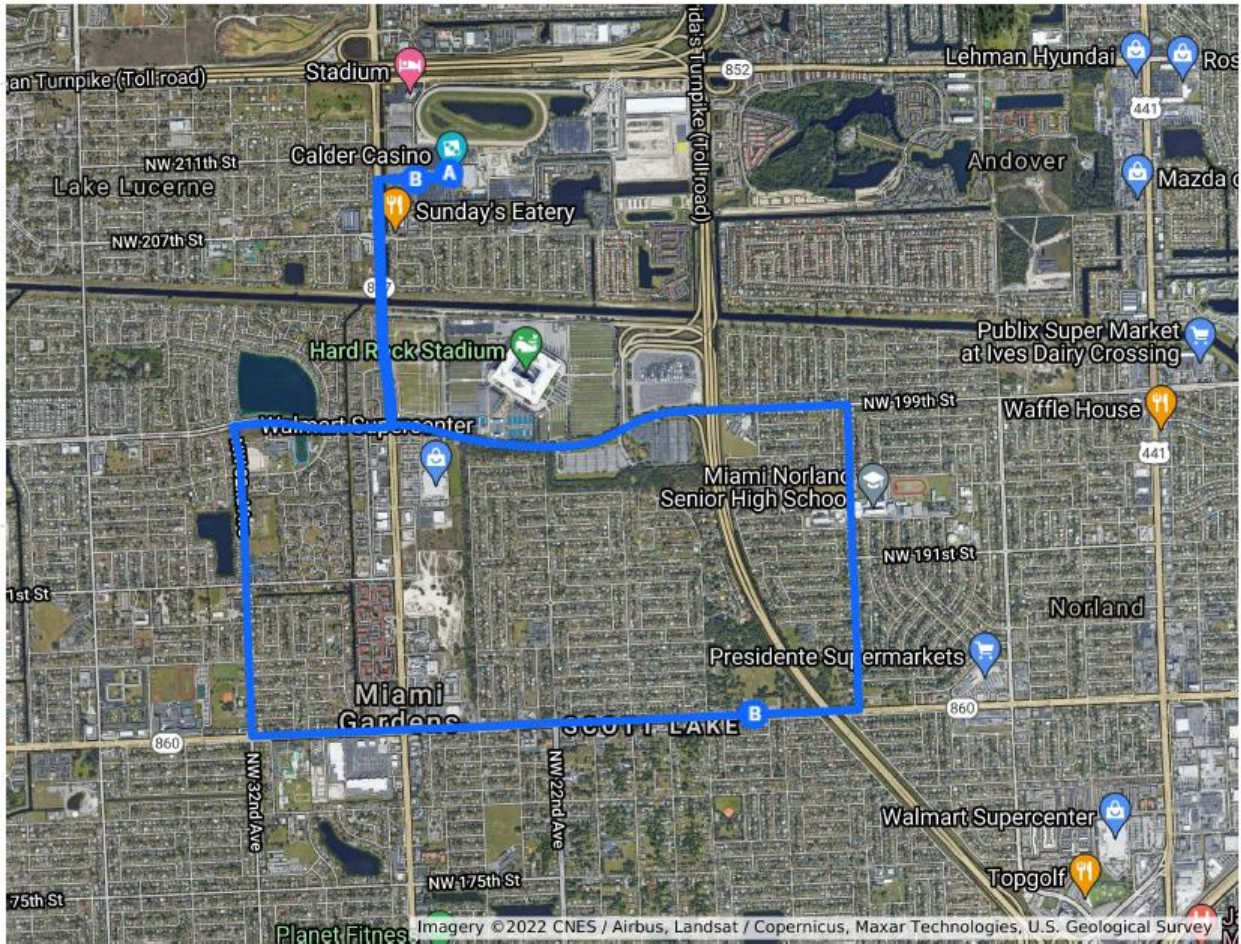 Stadium
an Turnpike (Toll road)
ida's Turnpike (Toll road)
852
Lehman Hyundai
Ros
441
NW 211th St
Calder Casino
B
A
Lake Lucerne
Andover
Mazda
Sunday's Eatery
NW 207th St
Hard Rock Stadium
Publix Super Market
at Ives Dairy Crossing
NW 199th St
Waffle House
Walmart Supercenter
441
Miami Norland
Senior High School
NW 191st St
1st St
Norland
Presidente Supermarkets
Miami
Gardens
SCOTT LAKE
B
860
860
NW 32nd Ave
NW 22nd Ave
Walmart Supercenter
NW 175th St
Topgolf
75th St
Planet Fitness
Imagery ©2022 CNES / Airbus, Landsat / Copernicus, Maxar Technologies, U.S. Geological Survey